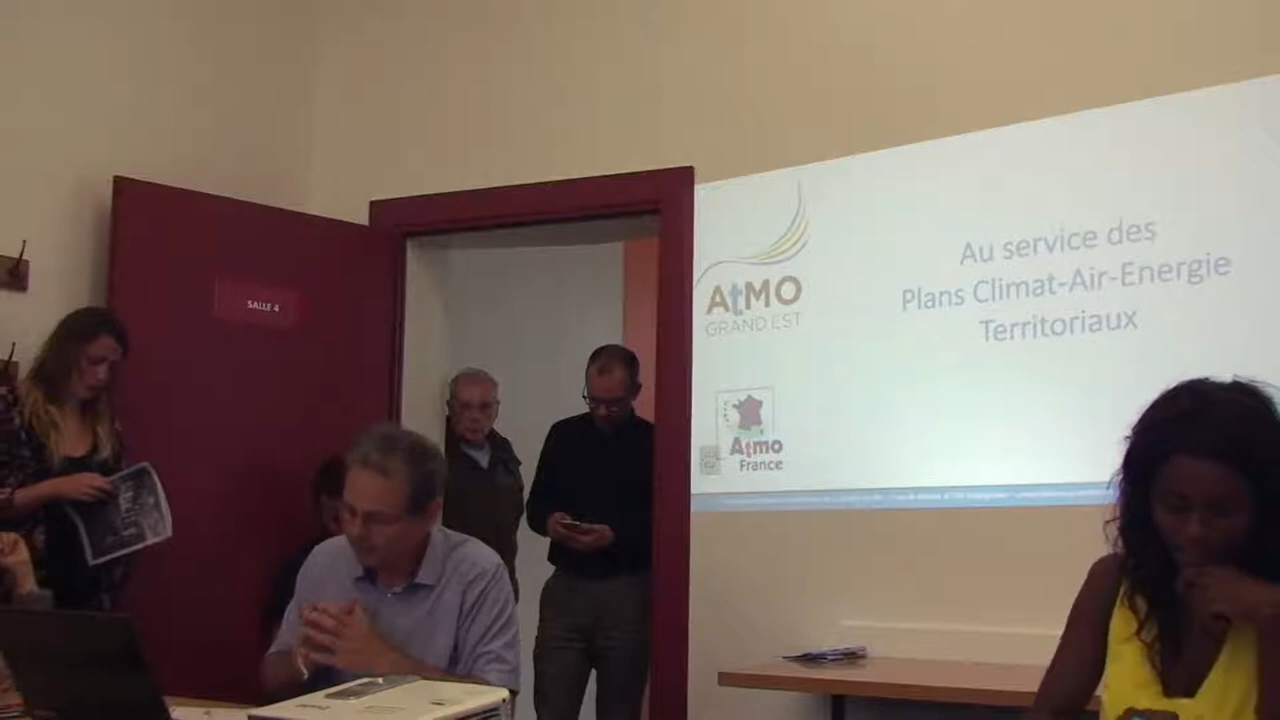 SALLE 4
AtMO
GRAND EST
Au service des
Plans Climat-Air-Energie
Territoriaux
Atmo
France